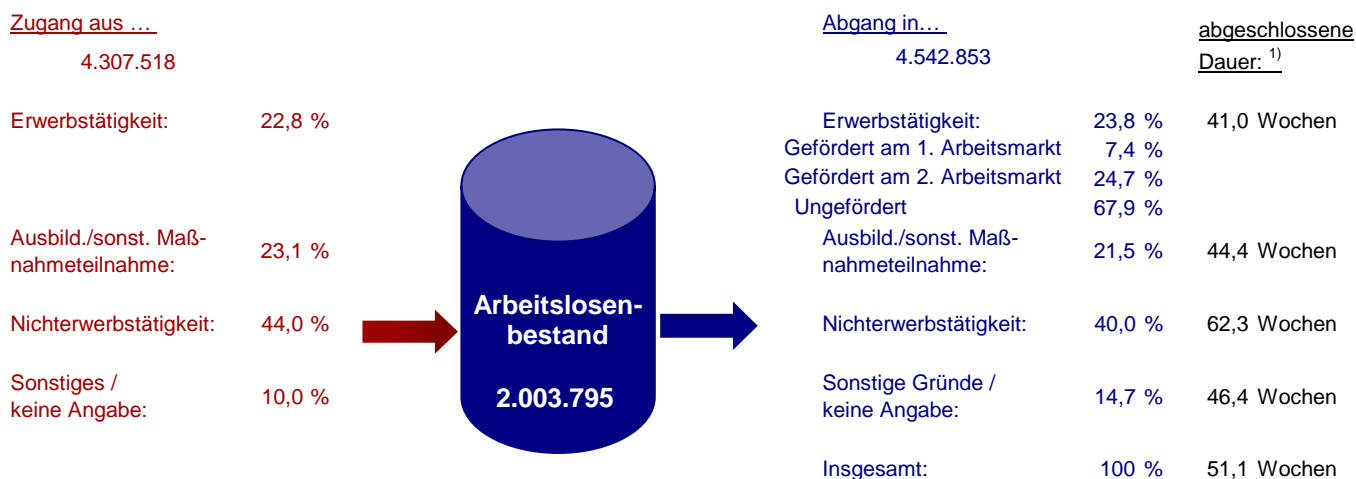 Zugang aus …
4.307.518
Erwerbstätigkeit: 22,8 %
Ausbild./sonst. Maß-
nahmeteilnahme: 23,1 %
Nichterwerbstätigkeit: 44,0 %
Sonstiges /
keine Angabe: 10,0 %
Arbeitslosen-
bestand
2.003.795
Abgang in…
4.542.853
abgeschlossene
Dauer: 1)
Erwerbstätigkeit: 23,8 % 41,0 Wochen
Gefördert am 1. Arbeitsmarkt 7,4 %
Gefördert am 2. Arbeitsmarkt 24,7 %
Ungefördert 67,9 %
Ausbild./sonst. Maß-
nahmeteilnahme: 21,5 % 44,4 Wochen
Nichterwerbstätigkeit: 40,0 % 62,3 Wochen
Sonstige Gründe /
keine Angabe: 14,7 % 46,4 Wochen
Insgesamt: 100 % 51,1 Wochen